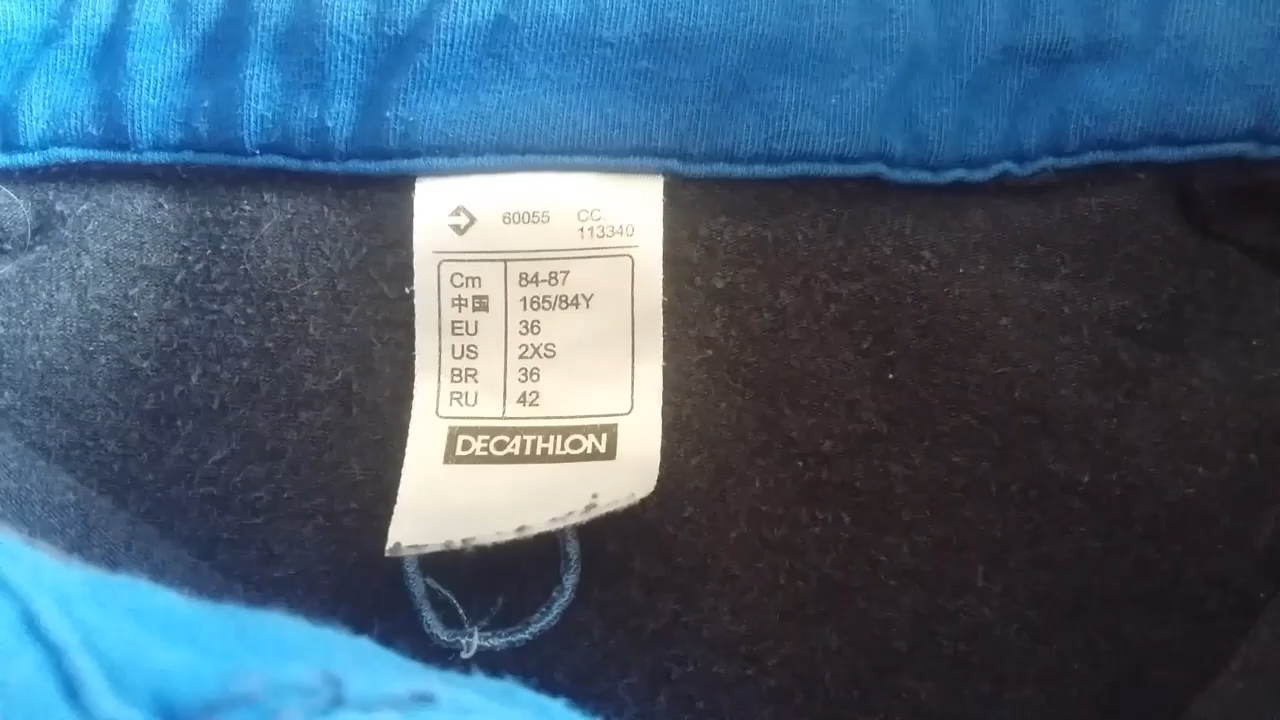 60055 CC.
113340
Cm 84-87
中国 165/84Y
EU 36
US 2XS
BR 36
RU 42
DECATHLON